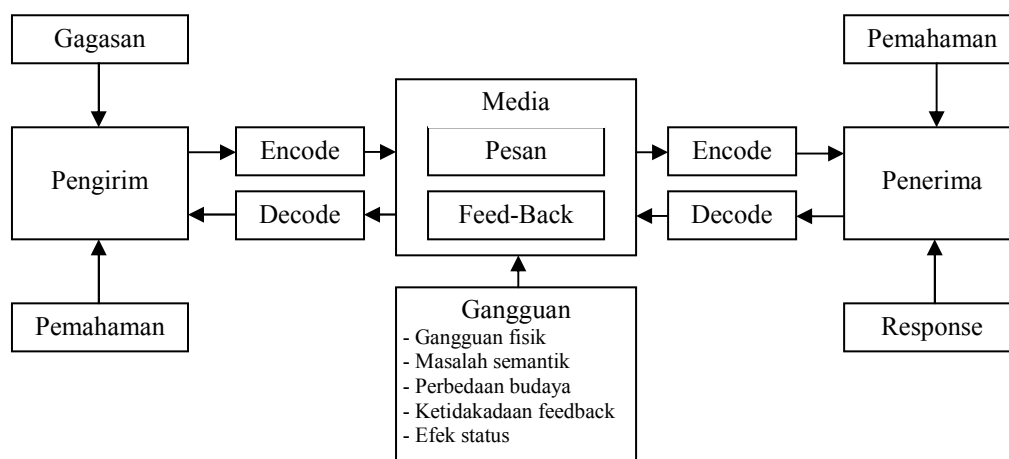 Gagasan
Pemahaman
Media
Pengirim
Encode
Pesan
Encode
Penerima
Decode
Feed-Back
Decode
Pemahaman
Gangguan
- Gangguan fisik
- Masalah semantik
- Perbedaan budaya
- Ketidakadaan feedback
- Efek status
Response